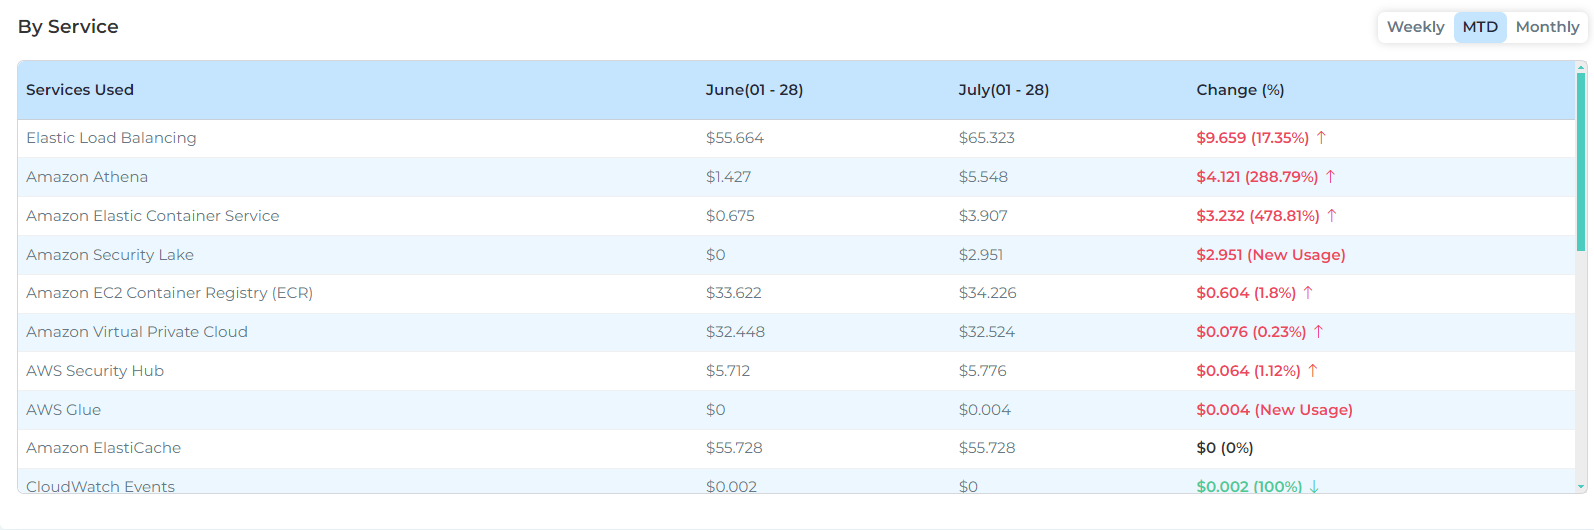 By Service
Weekly MTD Monthly
Services Used June(01 - 28) July(01 - 28) Change (%)
Elastic Load Balancing $55.664 $65.323 $9.659 (17.35%) ↑
Amazon Athena $1.427 $5.548 $4.121 (288.79%) ↑
Amazon Elastic Container Service $0.675 $3.907 $3.232 (478.81%) ↑
Amazon Security Lake $0 $2.951 $2.951 (New Usage)
Amazon EC2 Container Registry (ECR) $33.622 $34.226 $0.604 (1.8%) ↑
Amazon Virtual Private Cloud $32.448 $32.524 $0.076 (0.23%) ↑
AWS Security Hub $5.712 $5.776 $0.064 (1.12%) ↑
AWS Glue $0 $0.004 $0.004 (New Usage)
Amazon ElastiCache $55.728 $55.728 $0 (0%)
CloudWatch Events $0.002 $0 $0.002 (100%) ↓